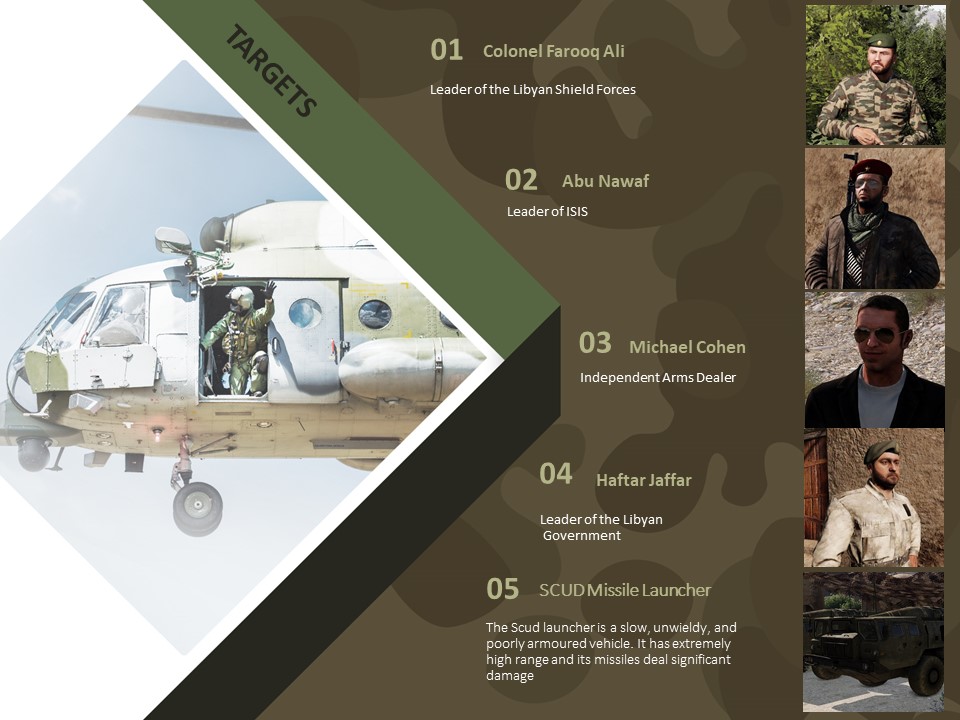 TARGETS
01 Colonel Farooq Ali
Leader of the Libyan Shield Forces
02 Abu Nawaf
Leader of ISIS
03 Michael Cohen
Independent Arms Dealer
04 Haftar Jaffar
Leader of the Libyan
Government
05 SCUD Missile Launcher
The Scud launcher is a slow, unwieldy, and
poorly armoured vehicle. It has extremely
high range and its missiles deal significant
damage